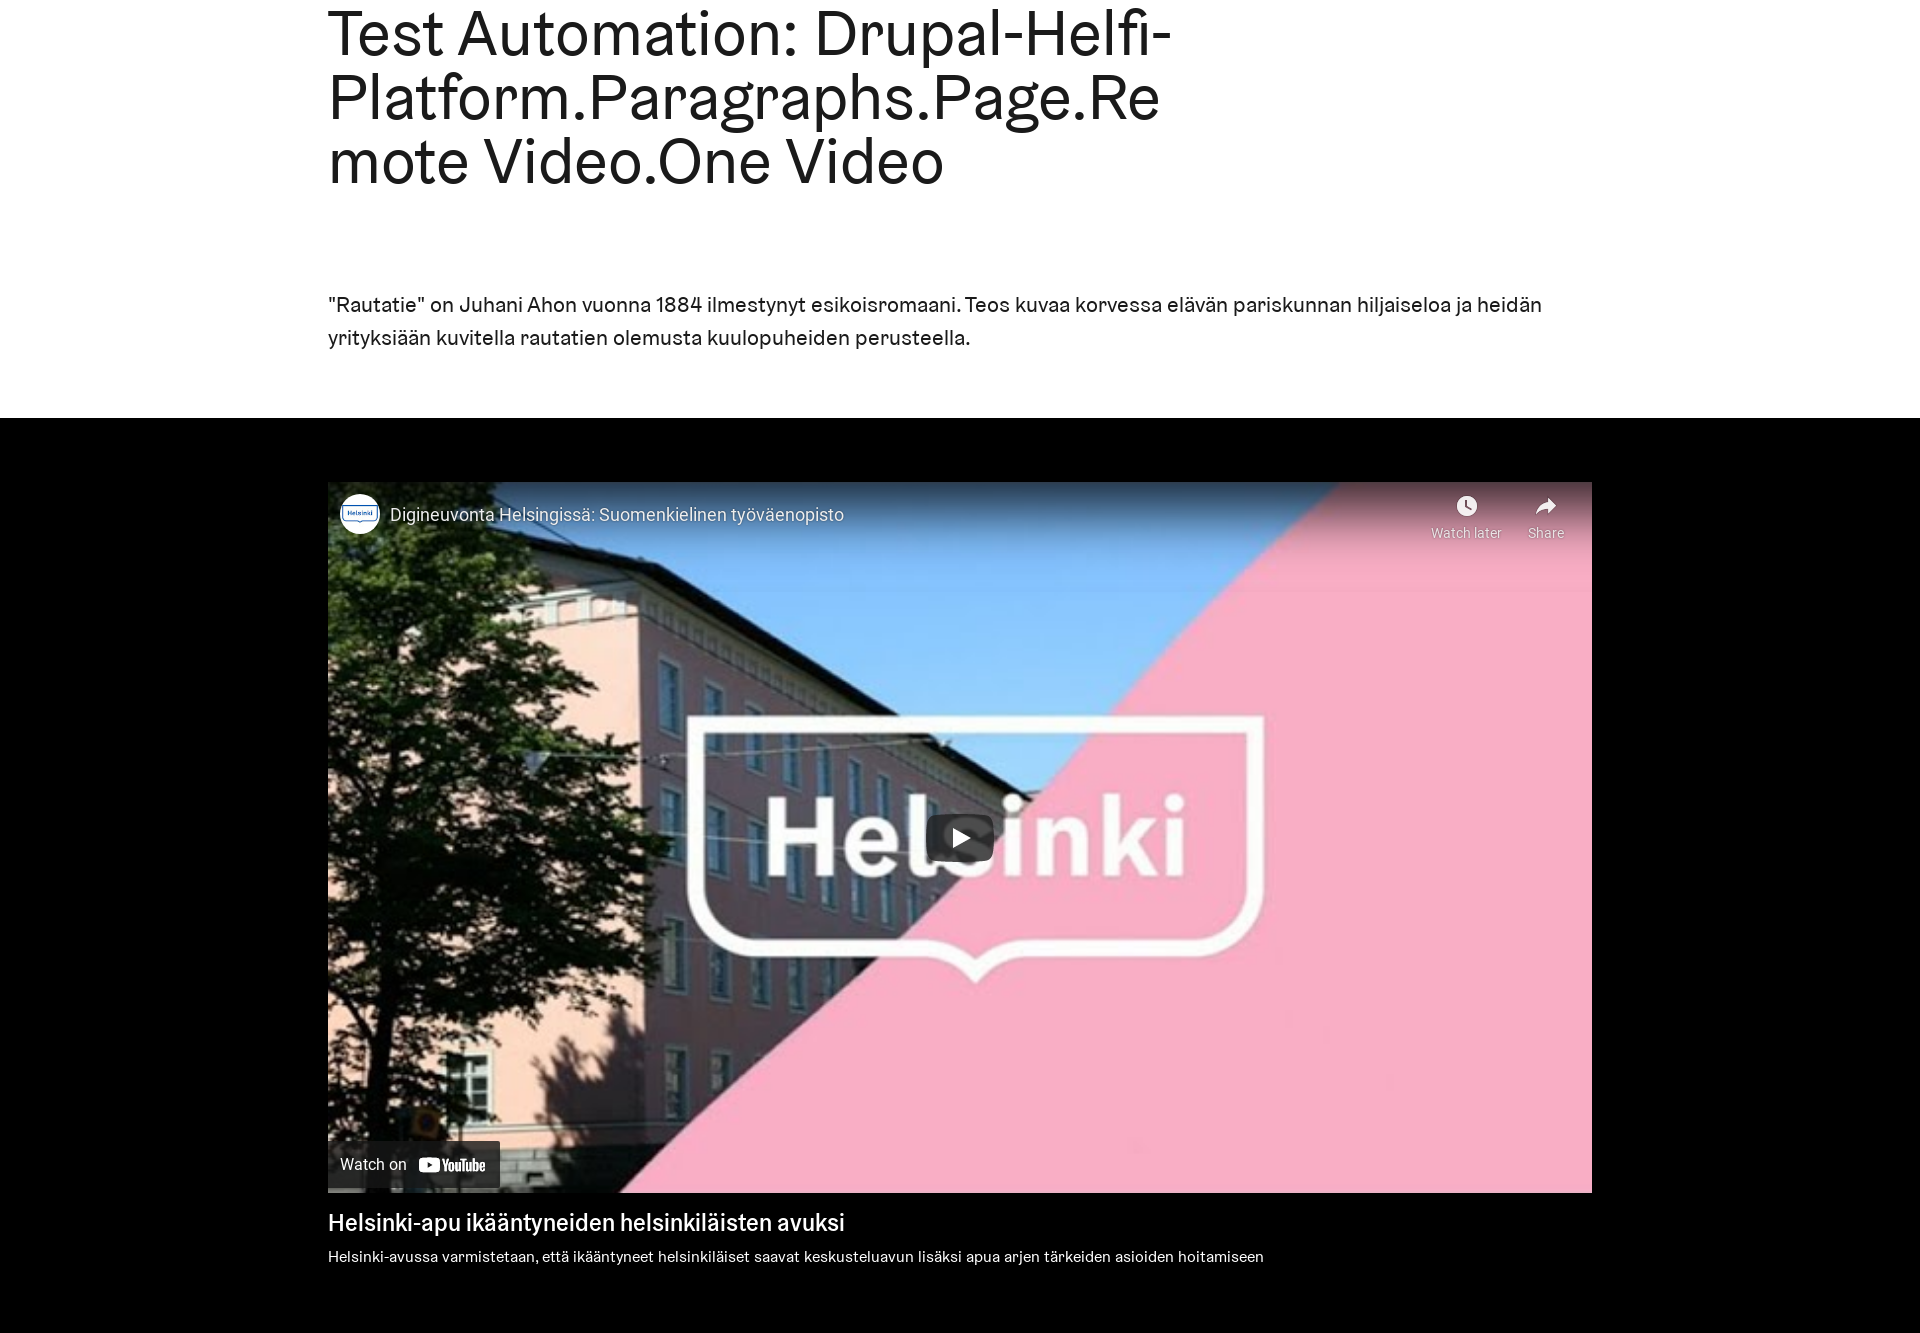 Test Automation: Drupal-Helfi-
Platform.Paragraphs.Page.Re
mote Video.One Video
"Rautatie" on Juhani Ahon vuonna 1884 ilmestynyt esikoisromaani. Teos kuvaa korvessa elävän pariskunnan hiljaiseloa ja heidän
yrityksiään kuvitella rautatien olemusta kuulopuheiden perusteella.
Helsinki
Digineuvonta Helsingissä: Suomenkielinen työväenopisto
Watch later
Share
Helsinki
Watch on YouTube
Helsinki-apu ikääntyneiden helsinkiläisten avuksi
Helsinki-avussa varmistetaan, että ikääntyneet helsinkiläiset saavat keskusteluavun lisäksi apua arjen tärkeiden asioiden hoitamiseen